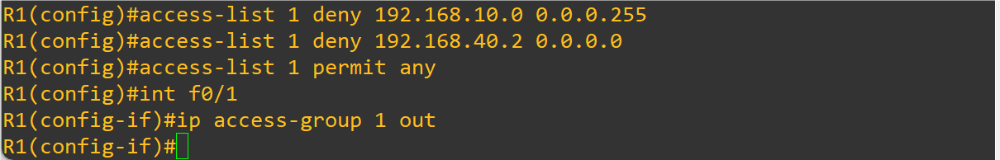 R1(config)#access-list 1 deny 192.168.10.0 0.0.0.255
R1(config)#access-list 1 deny 192.168.40.2 0.0.0.0
R1(config)#access-list 1 permit any
R1(config)#int f0/1
R1(config-if)#ip access-group 1 out
R1(config-if)#